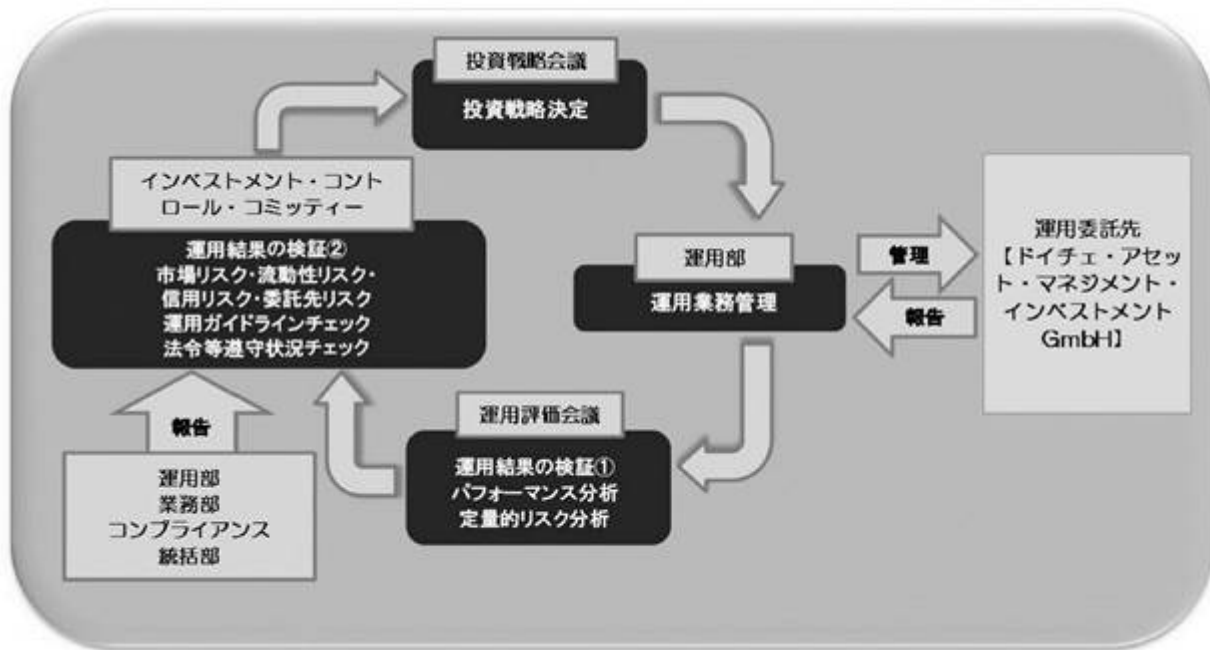 投資戦略会議
投資戦略決定
インベストメント・コント
ロール・コミッティー
運用結果の検証②
市場リスク・流動性リスク・
信用リスク・委託先リスク
運用ガイドラインチェック
法令等遵守状況チェック
運用部
運用業務管理
管理
報告
運用委託先
【ドイチェ・アセッ
ト・マネジメント・
インベストメント
GmbH】
運用評価会議
運用結果の検証①
パフォーマンス分析
定量的リスク分析
報告
運用部
業務部
コンプライアンス
統括部